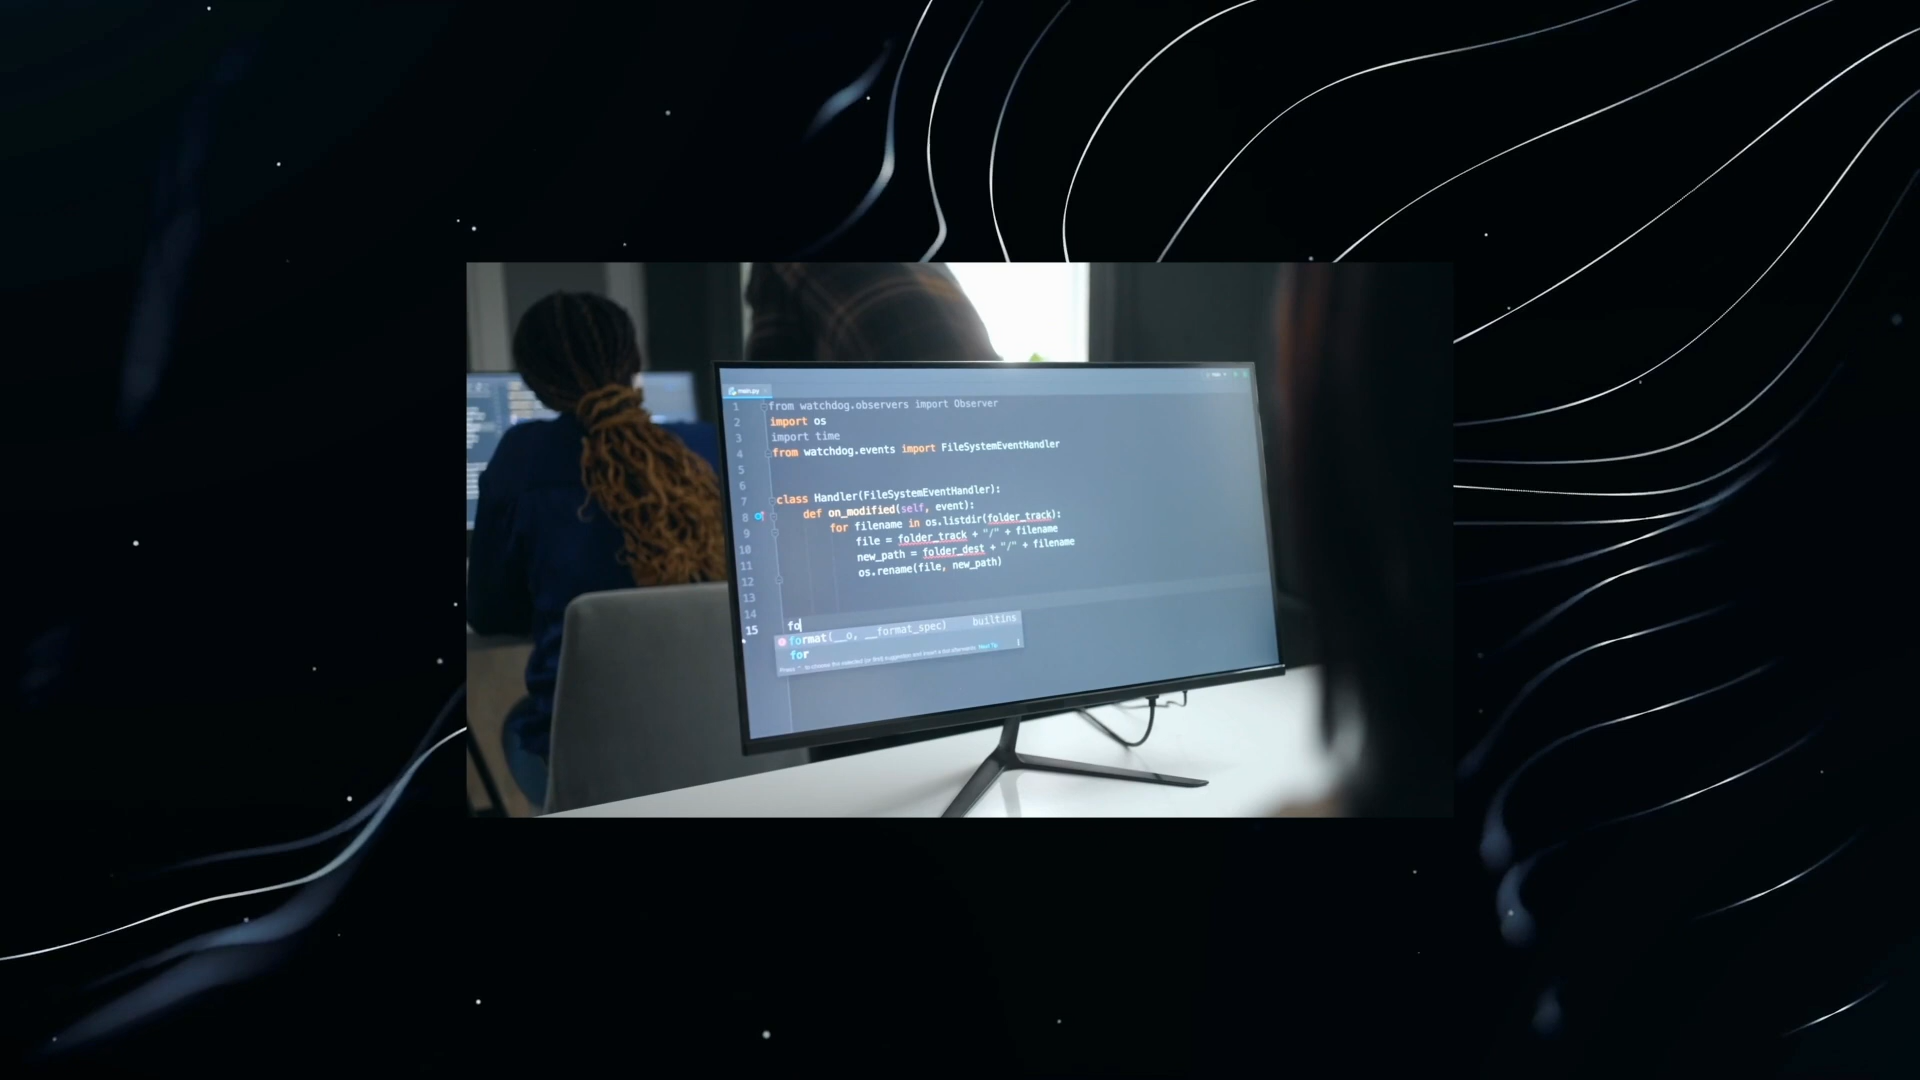 main.py
1 from watchdog.observers import Observer
2 import os
3 import time
4 from watchdog.events import FileSystemEventHandler
5
6
7 class Handler(FileSystemEventHandler):
8 def on_modified(self, event):
9 for filename in os.listdir(folder_track):
10 file = folder_track + "/" + filename
11 new_path = folder_dest + "/" + filename
12 os.rename(file, new_path)
13
14
15 fo
format(__o, __format_spec) builtins
for